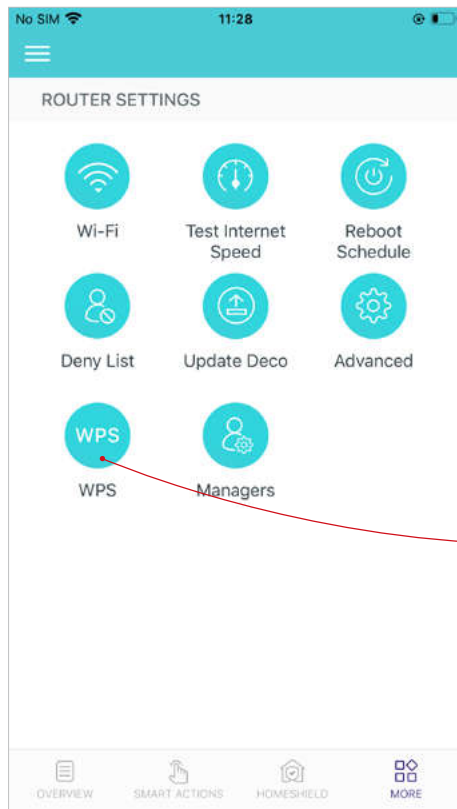 No SIM 11:28
ROUTER SETTINGS
Wi-Fi Test Internet Reboot
Speed Schedule
Deny List Update Deco Advanced
WPS
WPS Managers
OVERVIEW SMART ACTIONS HOMESHIELD MORE